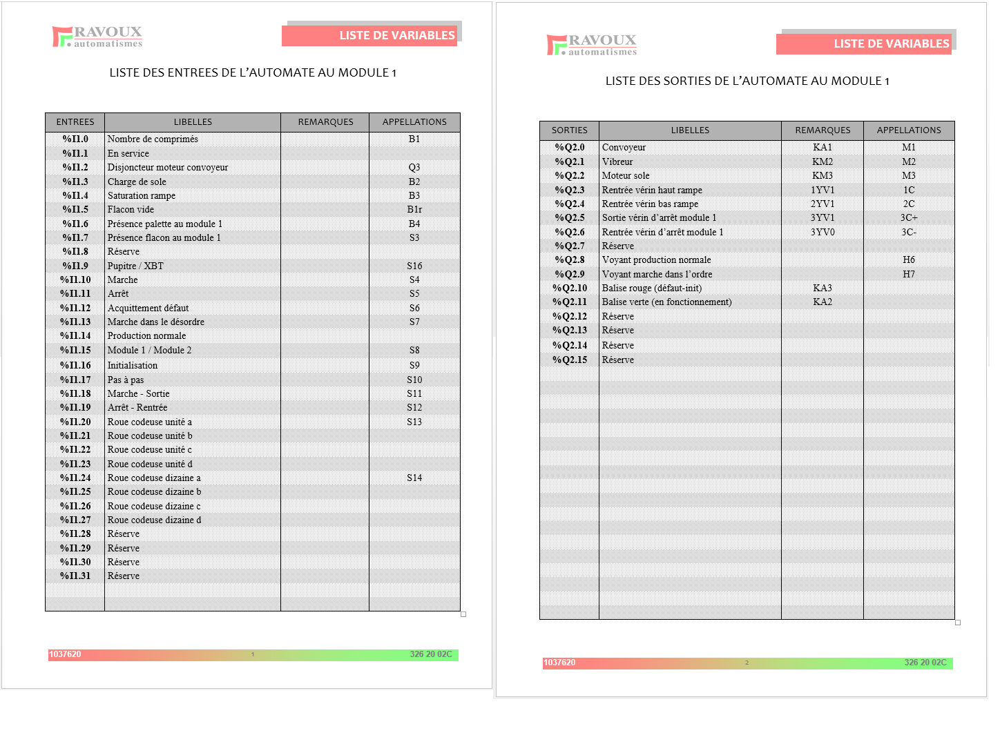 RAVOUX
automatismes
LISTE DE VARIABLES
LISTE DES ENTREES DE L’AUTOMATE AU MODULE 1
ENTREES LIBELLES REMARQUES APPELLATIONS
%I1.0 Nombre de comprimés B1
%I1.1 En service
%I1.2 Disjoncteur moteur convoyeur Q3
%I1.3 Charge de sole B2
%I1.4 Saturation rampe B3
%I1.5 Flacon vide B1r
%I1.6 Présence palette au module 1 B4
%I1.7 Présence flacon au module 1 S3
%I1.8 Réserve
%I1.9 Pupitre / XBT S16
%I1.10 Marche S4
%I1.11 Arrêt S5
%I1.12 Acquittement défaut S6
%I1.13 Marche dans le désordre S7
%I1.14 Production normale
%I1.15 Module 1 / Module 2 S8
%I1.16 Initialisation S9
%I1.17 Pas à pas S10
%I1.18 Marche - Sortie S11
%I1.19 Arrêt - Rentrée S12
%I1.20 Roue codeuse unité a S13
%I1.21 Roue codeuse unité b
%I1.22 Roue codeuse unité c
%I1.23 Roue codeuse unité d
%I1.24 Roue codeuse dizaine a S14
%I1.25 Roue codeuse dizaine b
%I1.26 Roue codeuse dizaine c
%I1.27 Roue codeuse dizaine d
%I1.28 Réserve
%I1.29 Réserve
%I1.30 Réserve
%I1.31 Réserve
1037620 1 326 20 02C
RAVOUX
automatismes
LISTE DE VARIABLES
LISTE DES SORTIES DE L’AUTOMATE AU MODULE 1
SORTIES LIBELLES REMARQUES APPELLATIONS
%Q2.0 Convoyeur KA1 M1
%Q2.1 Vibreur KM2 M2
%Q2.2 Moteur sole KM3 M3
%Q2.3 Rentrée vérin haut rampe 1YV1 1C
%Q2.4 Rentrée vérin bas rampe 2YV1 2C
%Q2.5 Sortie vérin d’arrêt module 1 3YV1 3C+
%Q2.6 Rentrée vérin d’arrêt module 1 3YV0 3C-
%Q2.7 Réserve
%Q2.8 Voyant production normale H6
%Q2.9 Voyant marche dans l’ordre H7
%Q2.10 Balise rouge (défaut-init) KA3
%Q2.11 Balise verte (en fonctionnement) KA2
%Q2.12 Réserve
%Q2.13 Réserve
%Q2.14 Réserve
%Q2.15 Réserve
1037620 2 326 20 02C